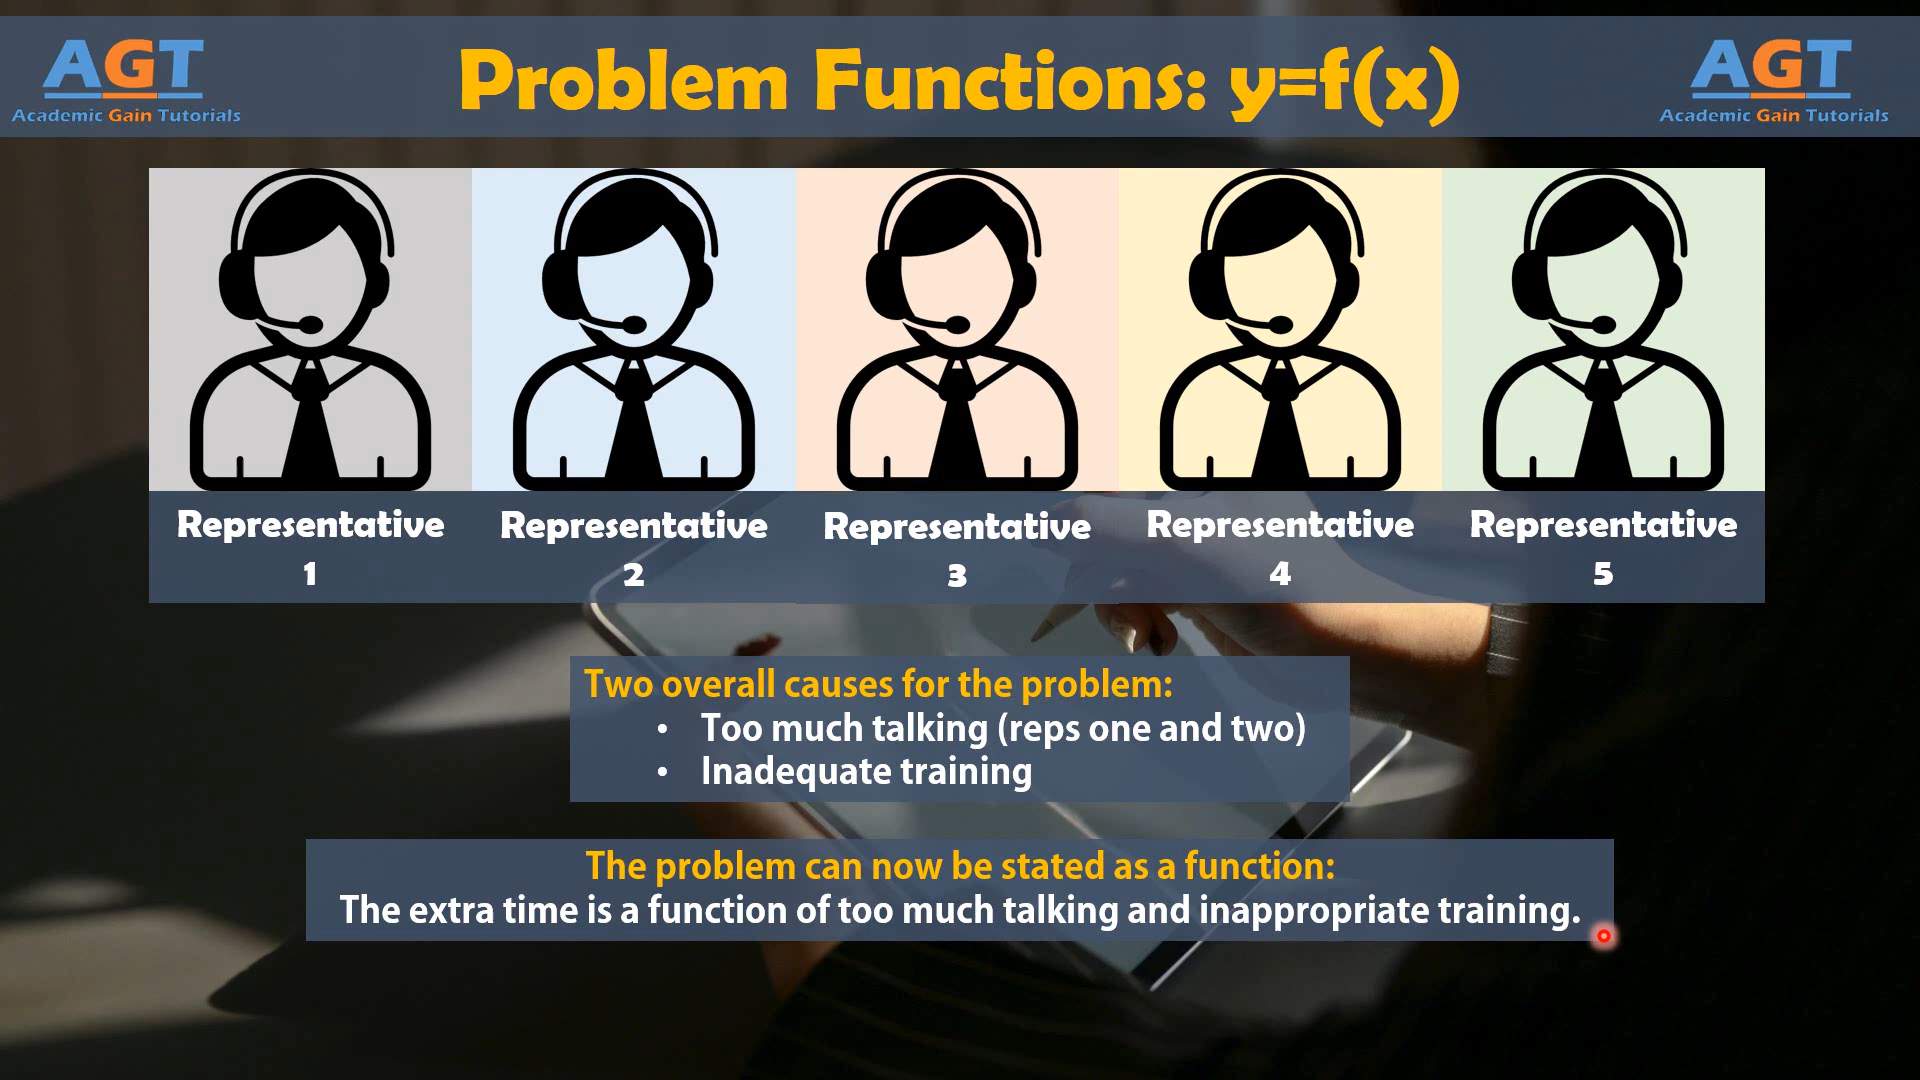 AGT
Academic Gain Tutorials
Problem Functions: y=f(x)
AGT
Academic Gain Tutorials
Representative
1
Representative
2
Representative
3
Representative
4
Representative
5
Two overall causes for the problem:
• Too much talking (reps one and two)
• Inadequate training
The problem can now be stated as a function:
The extra time is a function of too much talking and inappropriate training.